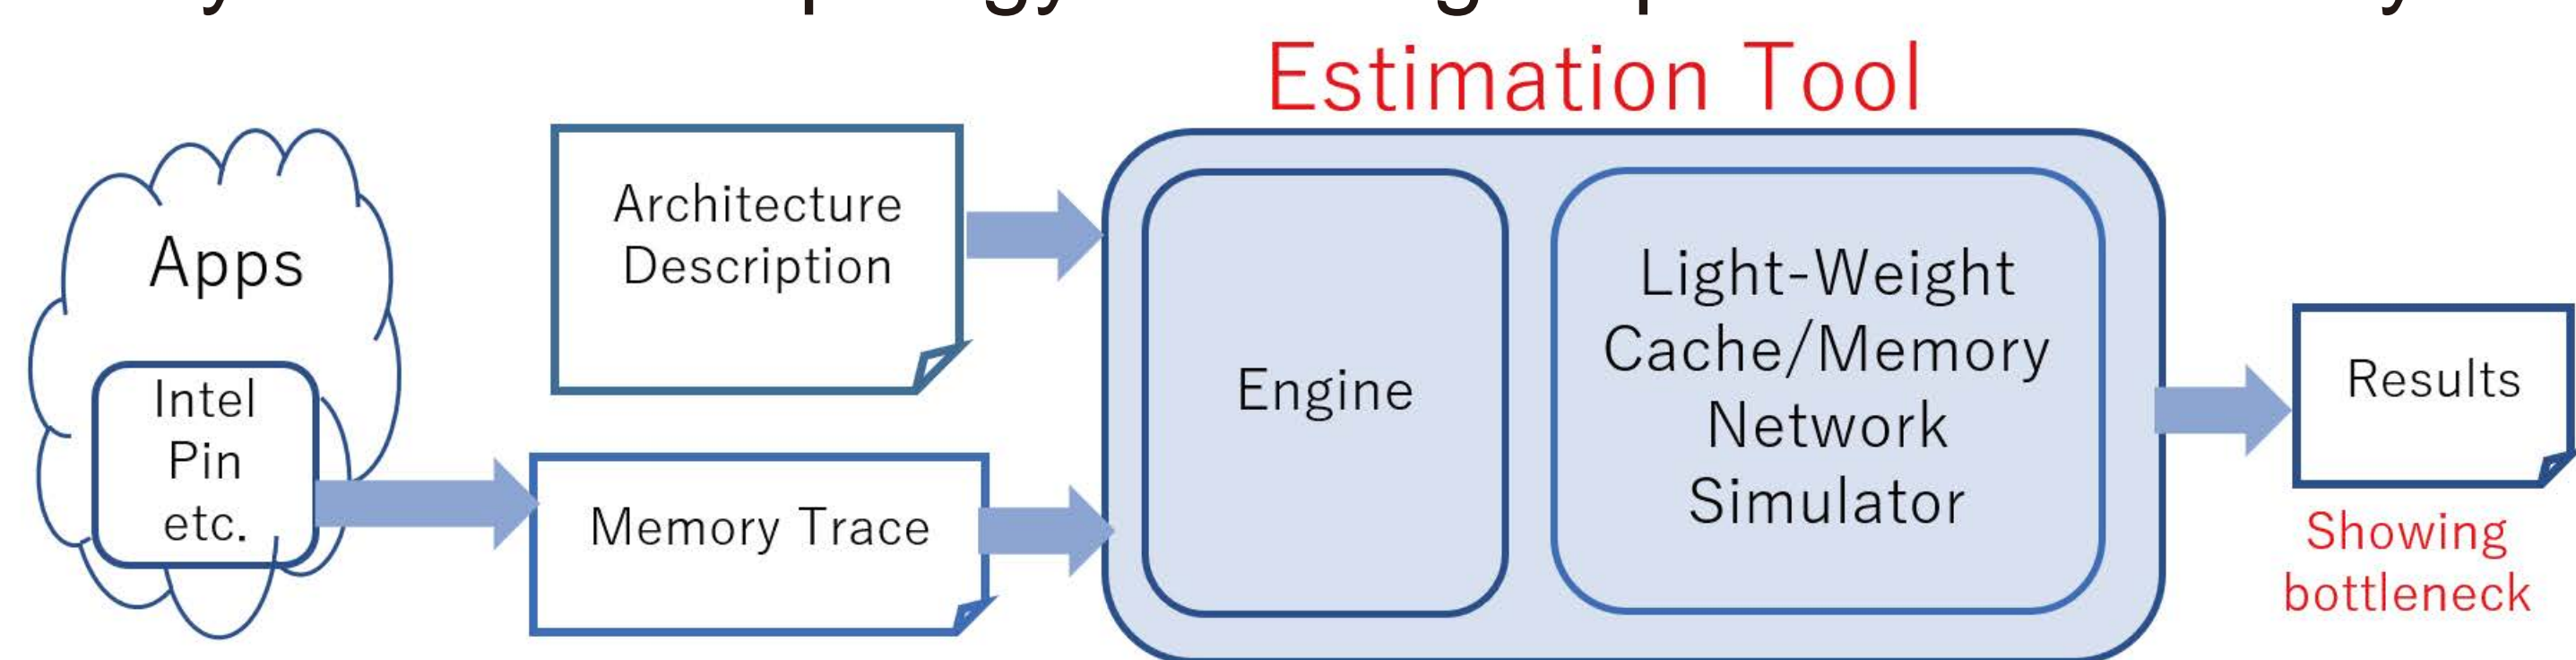 Estimation Tool
Apps
Intel
Pin
etc.
Architecture
Description
Memory Trace
Engine
Light-Weight
Cache/Memory
Network
Simulator
Results
Showing
bottleneck